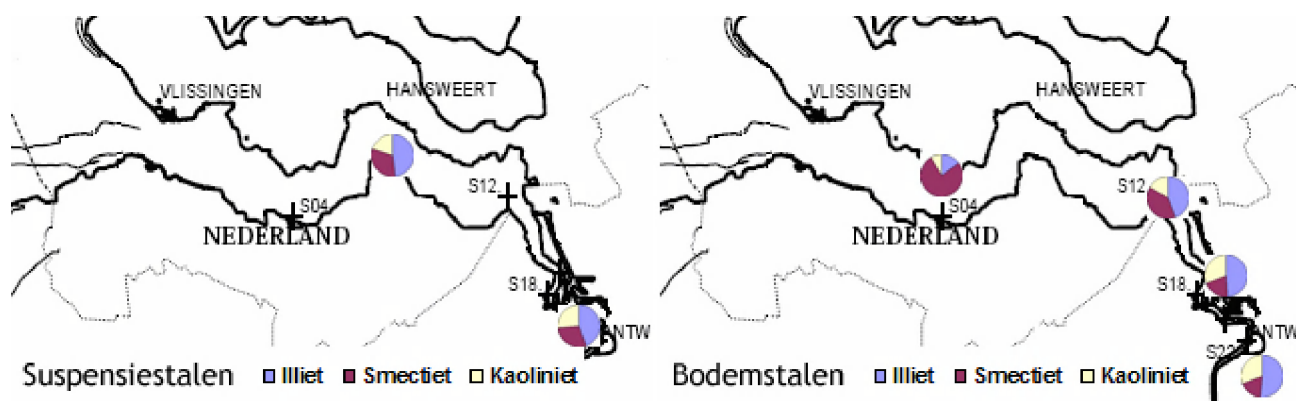 VLISSINGEN
HANSWEERT
S12
S04
NEDERLAND
S18
ANTW
Suspensiestalen Illiet Smectiet Kaoliniet
VLISSINGEN
HANSWEERT
S12
S04
NEDERLAND
S18
ANTW
S22
Bodemstalen Illiet Smectiet Kaoliniet